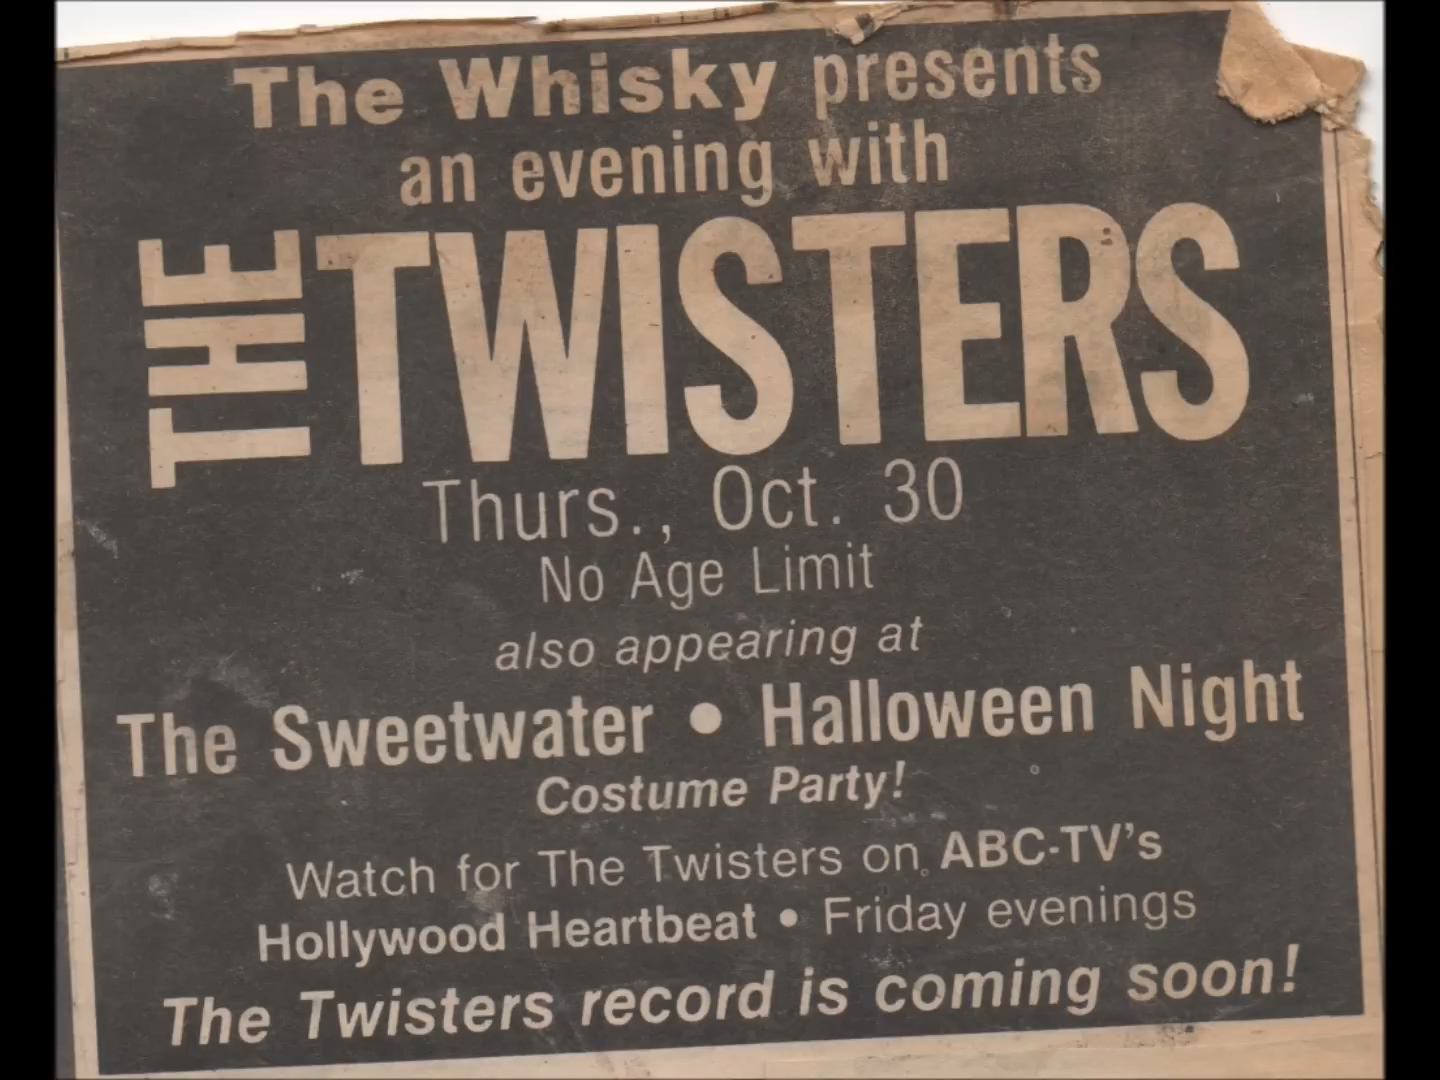 The Whisky presents
an evening with
THE TWISTERS
Thurs., Oct. 30
No Age Limit
also appearing at
The Sweetwater • Halloween Night
Costume Party!
Watch for The Twisters on ABC-TV's
Hollywood Heartbeat • Friday evenings
The Twisters record is coming soon!